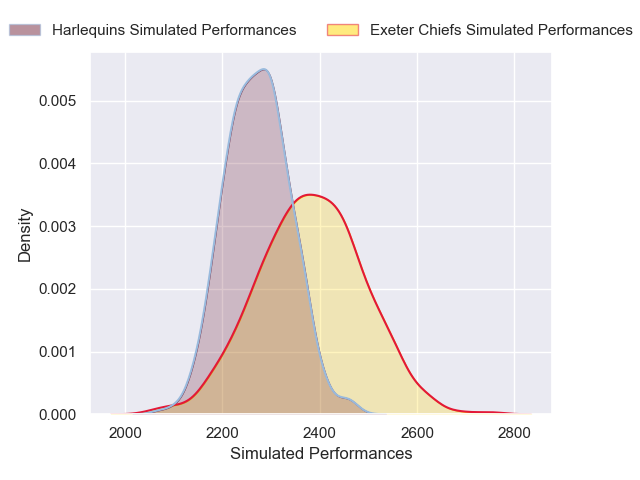 Harlequins Simulated Performances Exeter Chiefs Simulated Performances
0.005
0.004
0.003
0.002
0.001
0.000
Density
2000 2200 2400 2600 2800
Simulated Performances